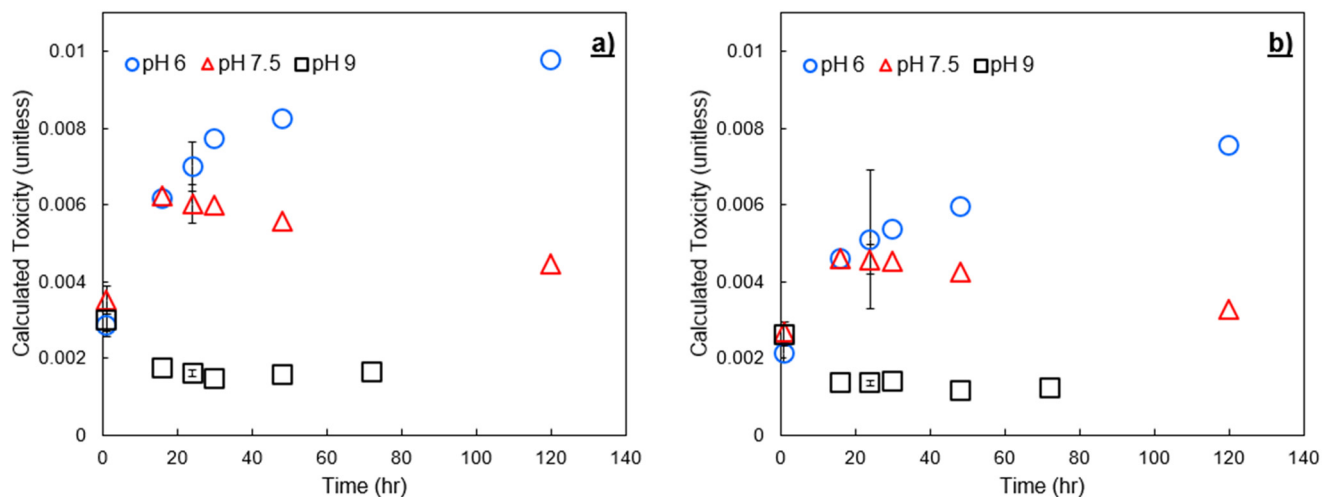 a)
pH 6 pH 7.5 pH 9
Calculated Toxicity (unitless)
0.01
0.008
0.006
0.004
0.002
0
0 20 40 60 80 100 120 140
Time (hr)
b)
pH 6 pH 7.5 pH 9
Calculated Toxicity (unitless)
0.01
0.008
0.006
0.004
0.002
0
0 20 40 60 80 100 120 140
Time (hr)